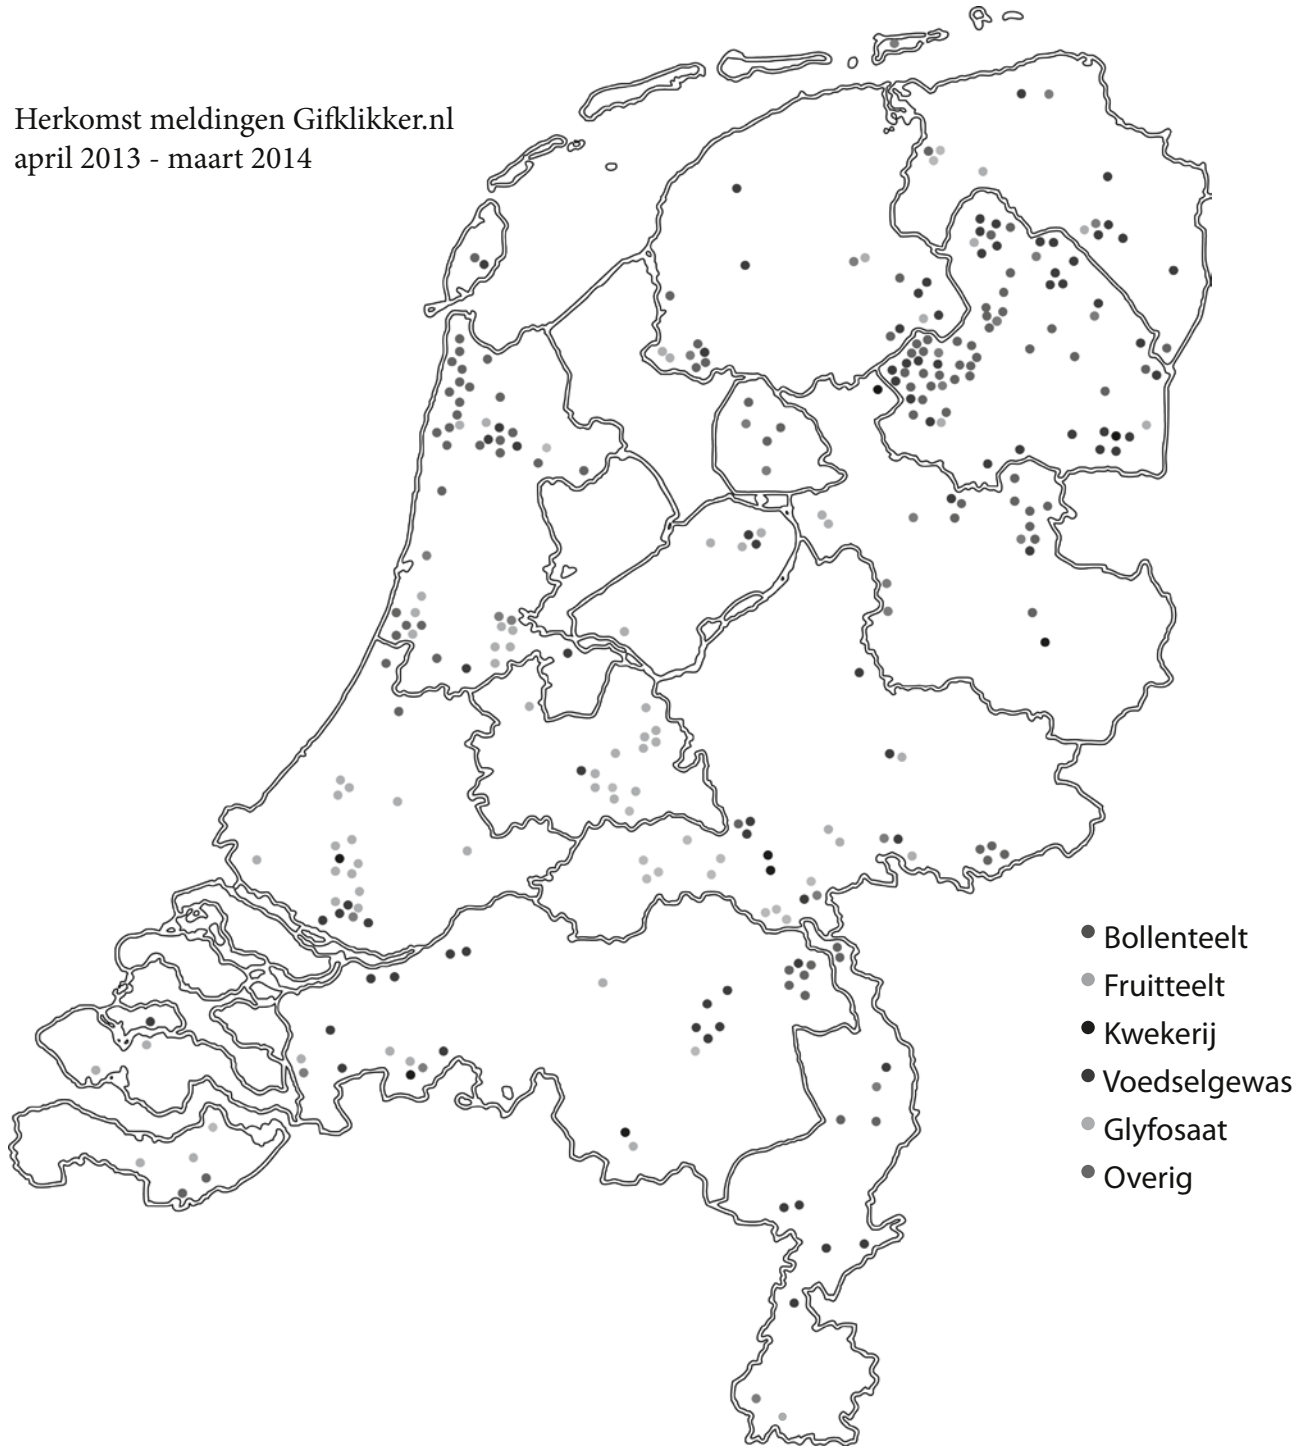 Herkomst meldingen Gifklikker.nl
april 2013 - maart 2014
Bollenteelt
Fruitteelt
Kwekerij
Voedselgewas
Glyfosaat
Overig